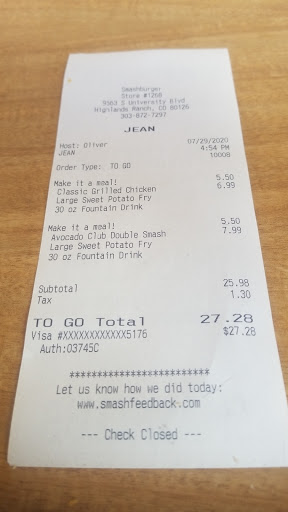 Smashburger
Store #1268
9563 S University Blvd
Highlands Ranch, CO 80126
303-872-7297
JEAN
Host: Oliver 07/29/2020
JEAN 4:54 PM
10008
Order Type: TO GO
Make it a meal! 5.50
Classic Grilled Chicken 6.99
Large Sweet Potato Fry
30 oz Fountain Drink
Make it a meal! 5.50
Avocado Club Double Smash 7.99
Large Sweet Potato Fry
30 oz Fountain Drink
Subtotal 25.98
Tax 1.30
TO GO Total 27.28
Visa #XXXXXXXXXXXX5176 $27.28
Auth:03745C
*************************
Let us know how we did today:
www.smashfeedback.com
--- Check Closed ---